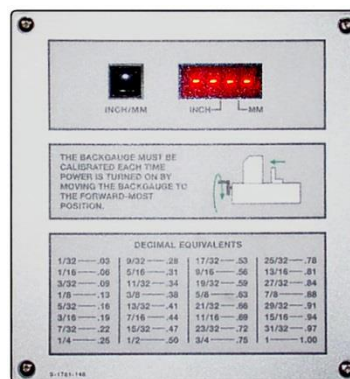 INCH/MM
INCH MM
THE BACKGAUGE MUST BE
CALIBRATED EACH TIME
POWER IS TURNED ON BY
MOVING THE BACKGAUGE TO
THE FORWARD-MOST
POSITION.
DECIMAL EQUIVALENTS
1/32 .03 9/32 .28 17/32 .53 25/32 .78
1/16 .06 5/16 .31 9/16 .56 13/16 .81
3/32 .09 11/32 .34 19/32 .59 27/32 .84
1/8 .13 3/8 .38 5/8 .63 7/8 .88
5/32 .16 13/32 .41 21/32 .66 29/32 .91
3/16 .19 7/16 .44 11/16 .69 15/16 .94
7/32 .22 15/32 .47 23/32 .72 31/32 .97
1/4 .25 1/2 .50 3/4 .75 1 1.00
S-1781-146